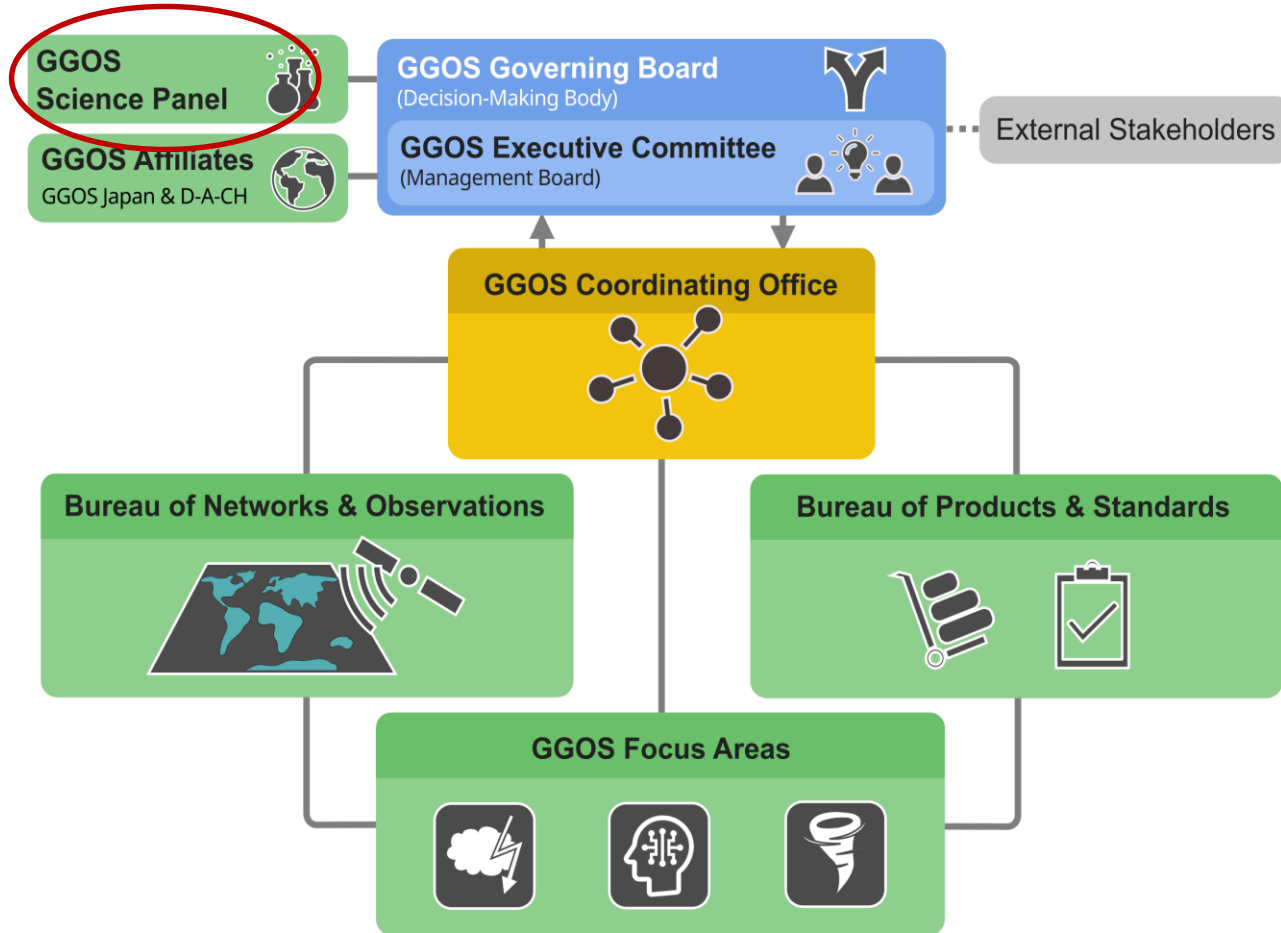 GGOS
Science Panel
GGOS Affiliates
GGOS Japan & D-A-CH
GGOS Governing Board
(Decision-Making Body)
GGOS Executive Committee
(Management Board)
External Stakeholders
GGOS Coordinating Office
Bureau of Networks & Observations
Bureau of Products & Standards
GGOS Focus Areas